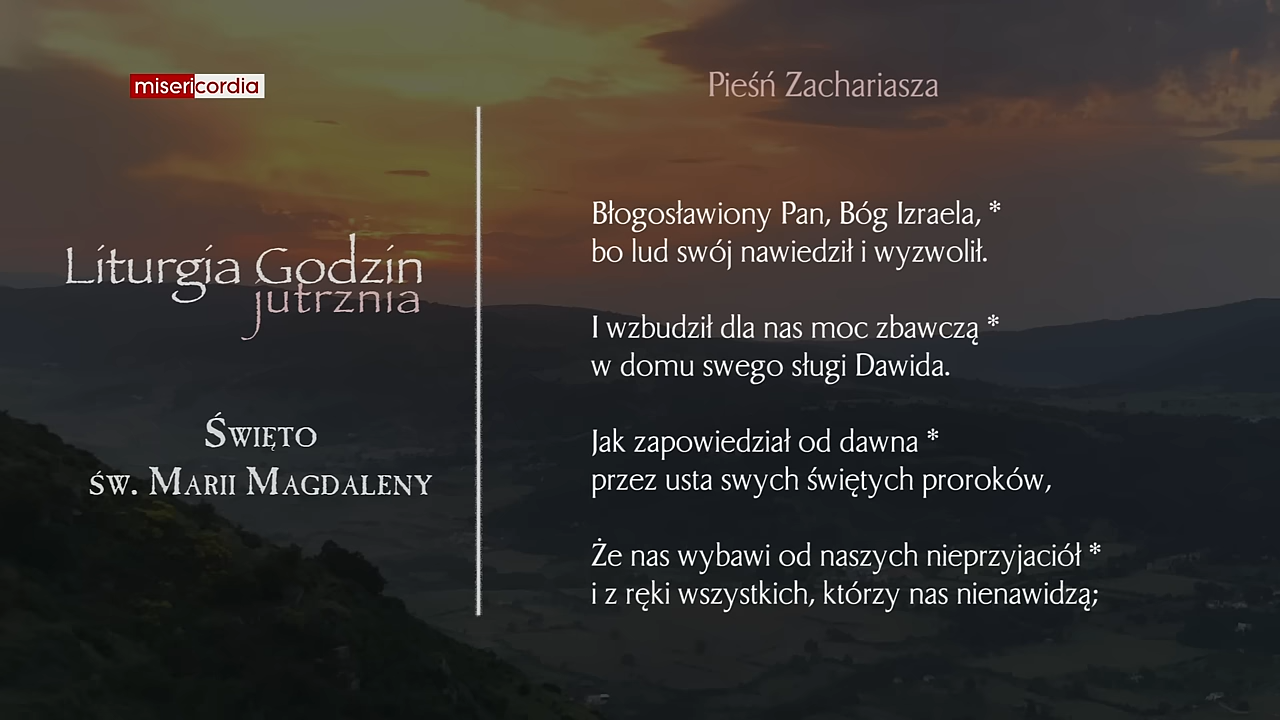 misericordia
Liturgia Godzin
jutrznia
Święto
św. Marii Magdaleny
Pieśń Zachariasza
Błogosławiony Pan, Bóg Izraela, *
bo lud swój nawiedził i wyzwolił.
I wzbudził dla nas moc zbawczą *
w domu swego sługi Dawida.
Jak zapowiedział od dawna *
przez usta swych świętych proroków,
Że nas wybawi od naszych nieprzyjaciół *
i z ręki wszystkich, którzy nas nienawidzą;